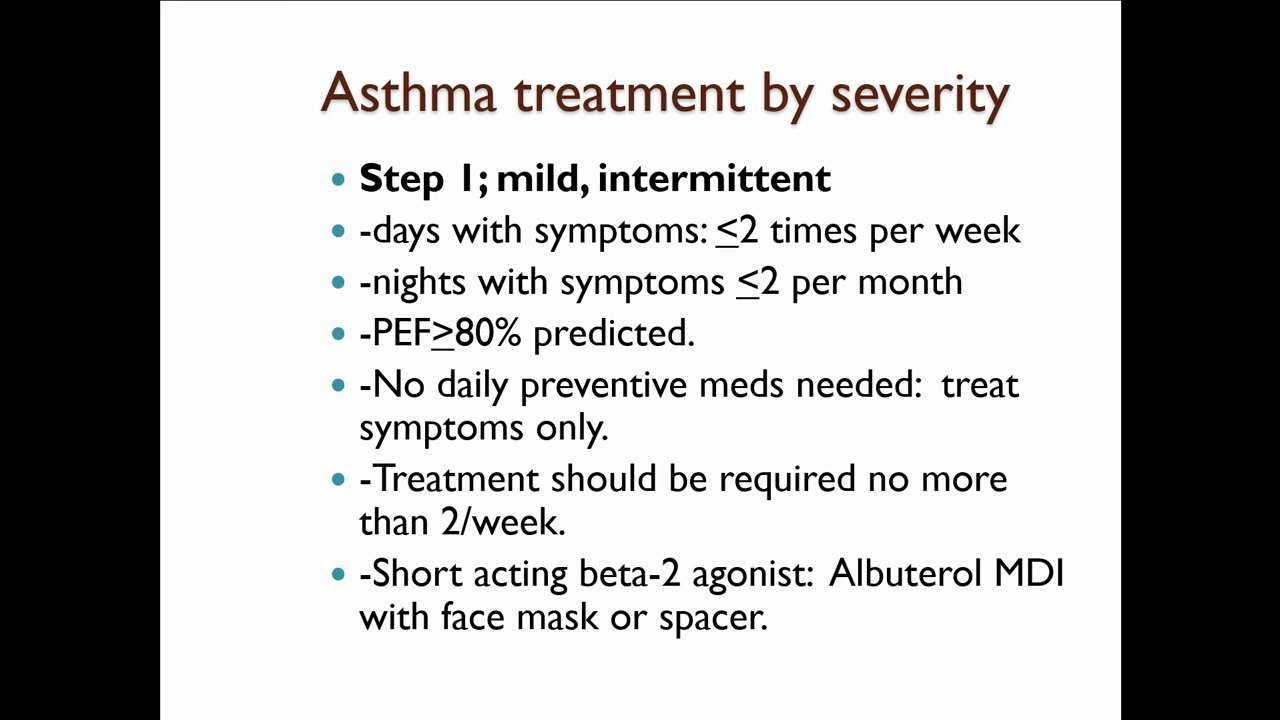 Asthma treatment by severity
• Step 1; mild, intermittent
• -days with symptoms: ≤2 times per week
• -nights with symptoms ≤2 per month
• -PEF≥80% predicted.
• -No daily preventive meds needed:  treat
symptoms only.
• -Treatment should be required no more
than 2/week.
• -Short acting beta-2 agonist:  Albuterol MDI
with face mask or spacer.